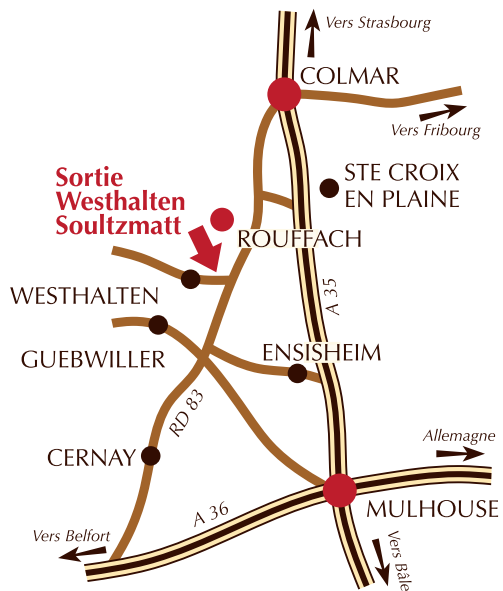 Vers Strasbourg
COLMAR
Vers Fribourg
STE CROIX
EN PLAINE
Sortie
Westhalten
Soultzmatt
ROUFFACH
WESTHALTEN
A 35
GUEBWILLER
ENSISHEIM
RD 83
CERNAY
Allemagne
A 36
MULHOUSE
Vers Belfort
Vers Bâle